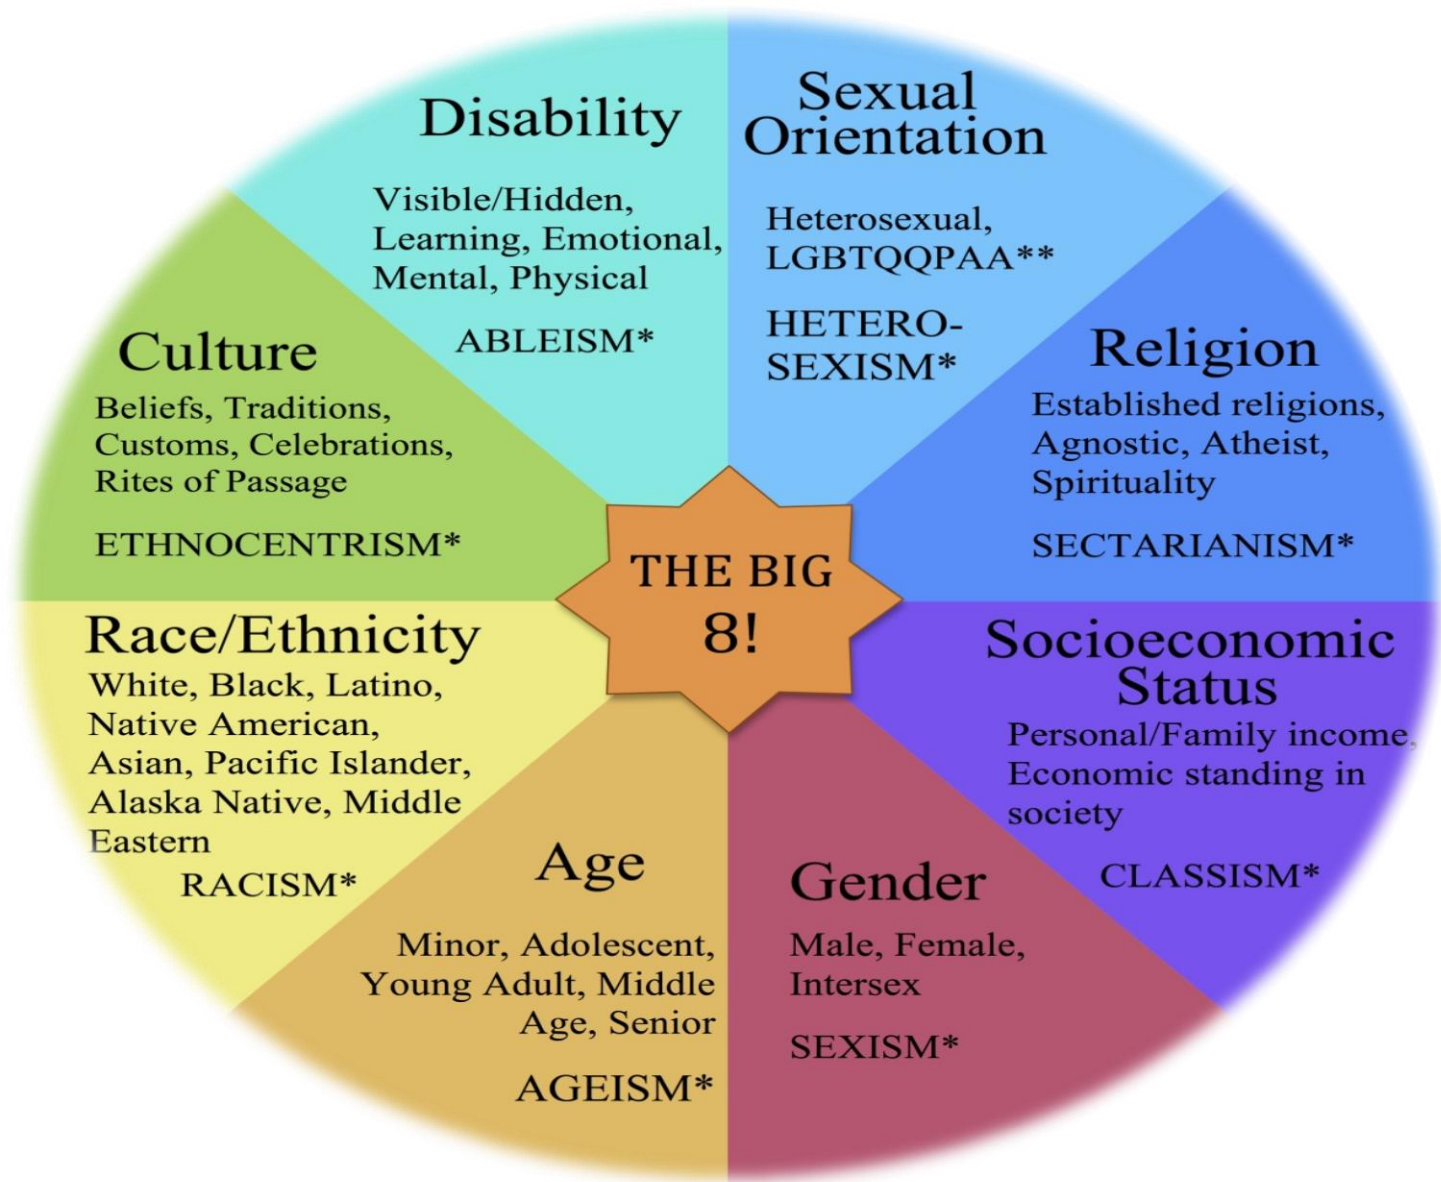 Disability
Visible/Hidden,
Learning, Emotional,
Mental, Physical
ABLEISM*
Sexual
Orientation
Heterosexual,
LGBTQQPAA**
HETERO-
SEXISM*
Religion
Established religions,
Agnostic, Atheist,
Spirituality
SECTARIANISM*
Socioeconomic
Status
Personal/Family income,
Economic standing in
society
CLASSISM*
Gender
Male, Female,
Intersex
SEXISM*
Age
Minor, Adolescent,
Young Adult, Middle
Age, Senior
AGEISM*
Race/Ethnicity
White, Black, Latino,
Native American,
Asian, Pacific Islander,
Alaska Native, Middle
Eastern
RACISM*
Culture
Beliefs, Traditions,
Customs, Celebrations,
Rites of Passage
ETHNOCENTRISM*
THE BIG
8!